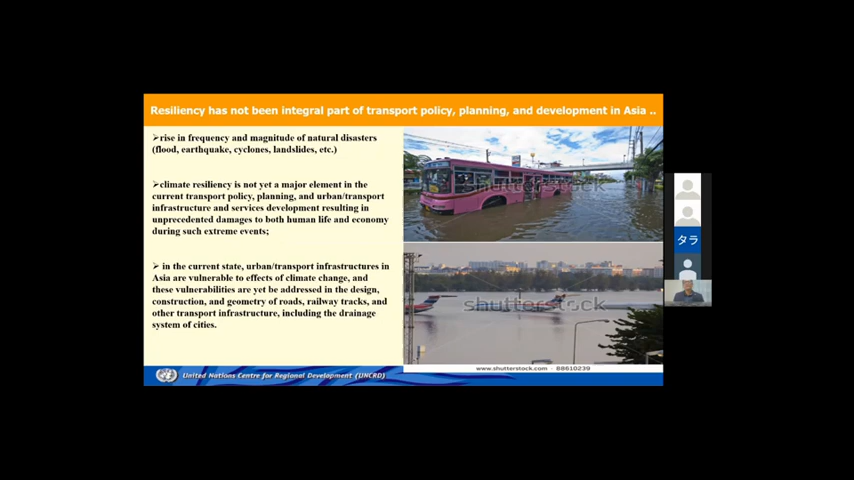 Resiliency has not been integral part of transport policy, planning, and development in Asia ..
➢rise in frequency and magnitude of natural disasters
(flood, earthquake, cyclones, landslides, etc.)
➢climate resiliency is not yet a major element in the
current transport policy, planning, and urban/transport
infrastructure and services development resulting in
unprecedented damages to both human life and economy
during such extreme events;
➢ in the current state, urban/transport infrastructures in
Asia are vulnerable to effects of climate change, and
these vulnerabilities are yet be addressed in the design,
construction, and geometry of roads, railway tracks, and
other transport infrastructure, including the drainage
system of cities.
shutterstock
shutterstock
www.shutterstock.com · 88610239
United Nations Centre for Regional Development (UNCRD)
タラ